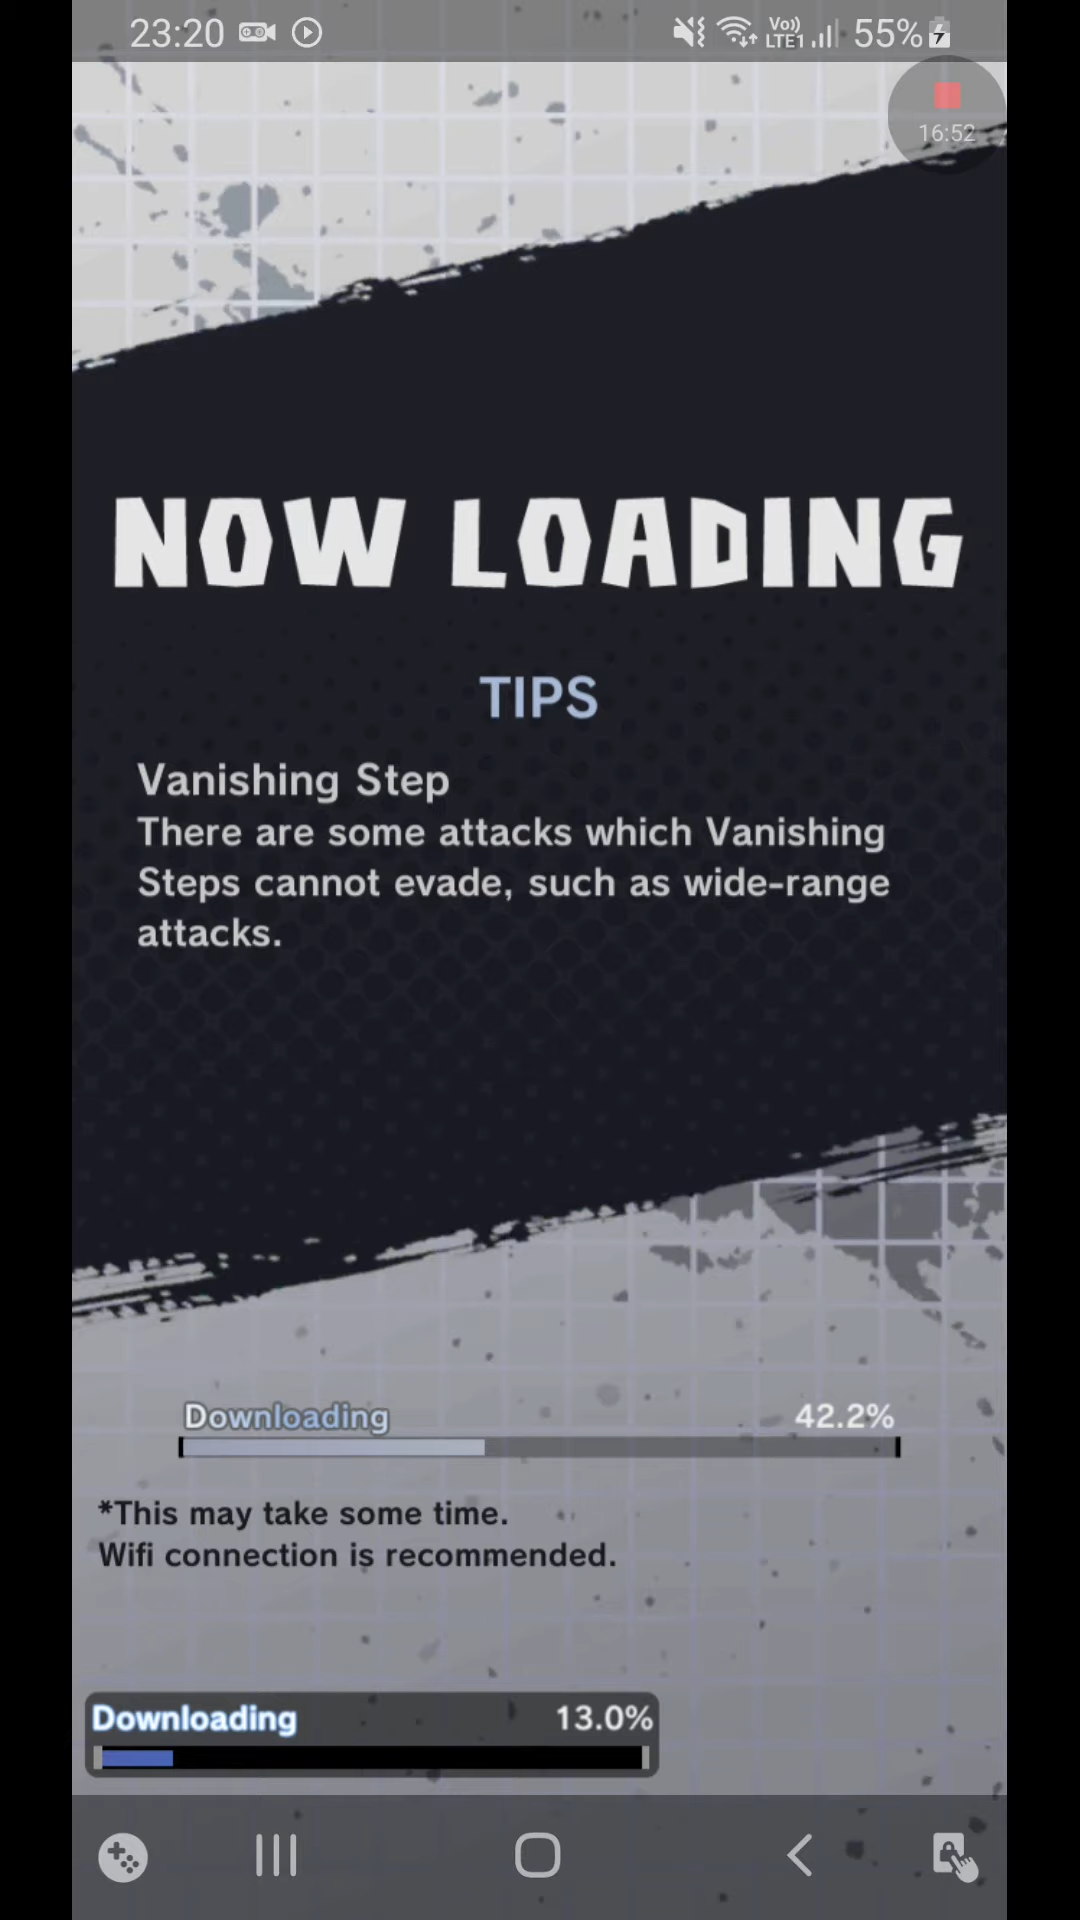 23:20
Vo))
LTE1
55%
16:52
NOW LOADING
TIPS
Vanishing Step
There are some attacks which Vanishing
Steps cannot evade, such as wide-range
attacks.
Downloading 42.2%
*This may take some time.
Wifi connection is recommended.
Downloading 13.0%